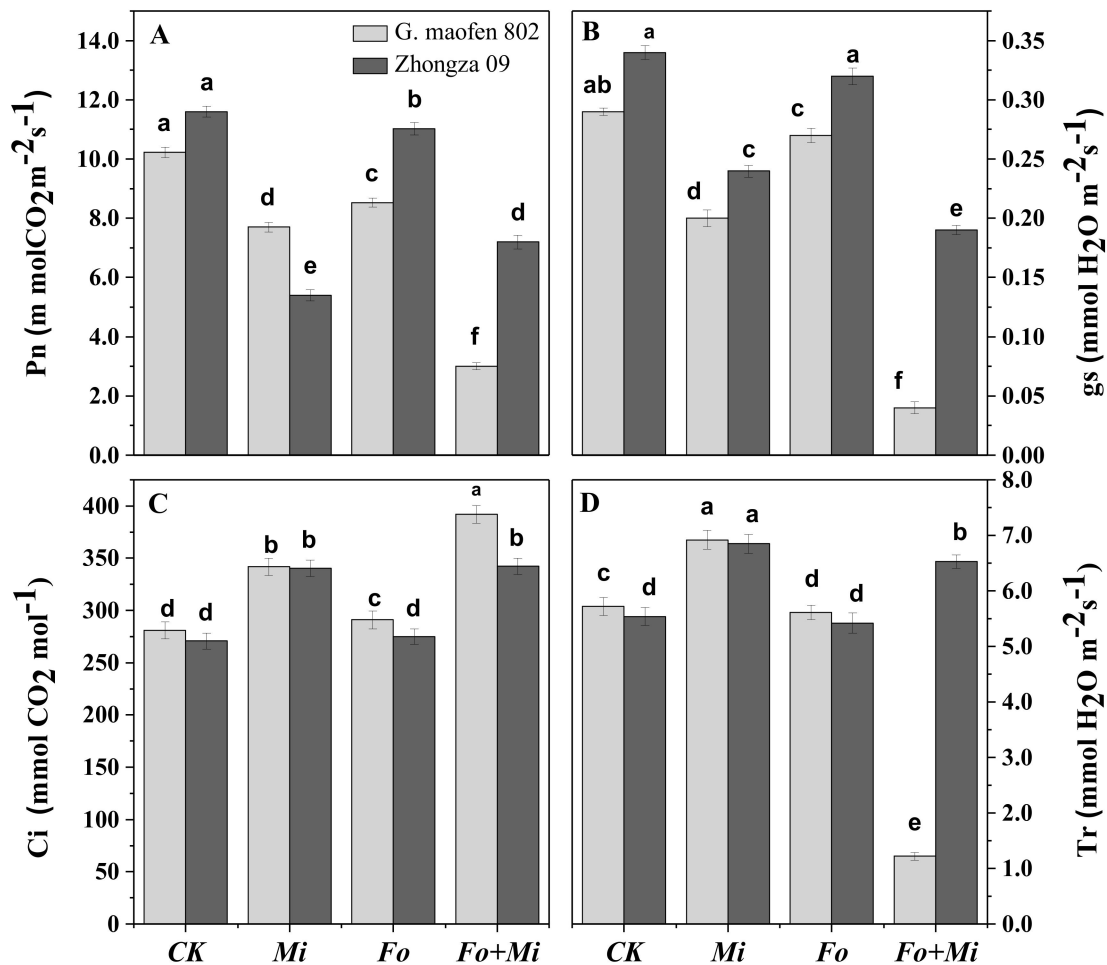 A
G. maofen 802
Zhongza 09
Pn (m molCO2m-2s-1)
14.0
12.0
10.0
8.0
6.0
4.0
2.0
0.0
a
a
d
e
c
b
f
d
B
gs (mmol H2O m-2s-1)
0.35
0.30
0.25
0.20
0.15
0.10
0.05
0.00
ab
a
d
c
c
a
f
e
C
Ci (mmol CO2 mol-1)
400
350
300
250
200
150
100
50
0
d
d
b
b
c
d
a
b
CK Mi Fo Fo+Mi
D
Tr (mmol H2O m-2s-1)
8.0
7.0
6.0
5.0
4.0
3.0
2.0
1.0
0.0
c
d
a
a
d
d
e
b
CK Mi Fo Fo+Mi